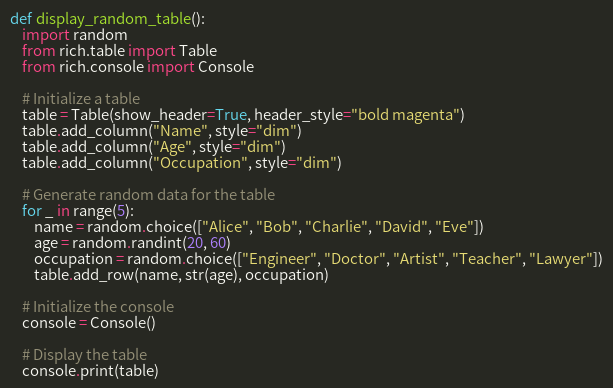 def display_random_table():
    import random
    from rich.table import Table
    from rich.console import Console

    # Initialize a table
    table = Table(show_header=True, header_style="bold magenta")
    table.add_column("Name", style="dim")
    table.add_column("Age", style="dim")
    table.add_column("Occupation", style="dim")

    # Generate random data for the table
    for _ in range(5):
        name = random.choice(["Alice", "Bob", "Charlie", "David", "Eve"])
        age = random.randint(20, 60)
        occupation = random.choice(["Engineer", "Doctor", "Artist", "Teacher", "Lawyer"])
        table.add_row(name, str(age), occupation)

    # Initialize the console
    console = Console()

    # Display the table
    console.print(table)